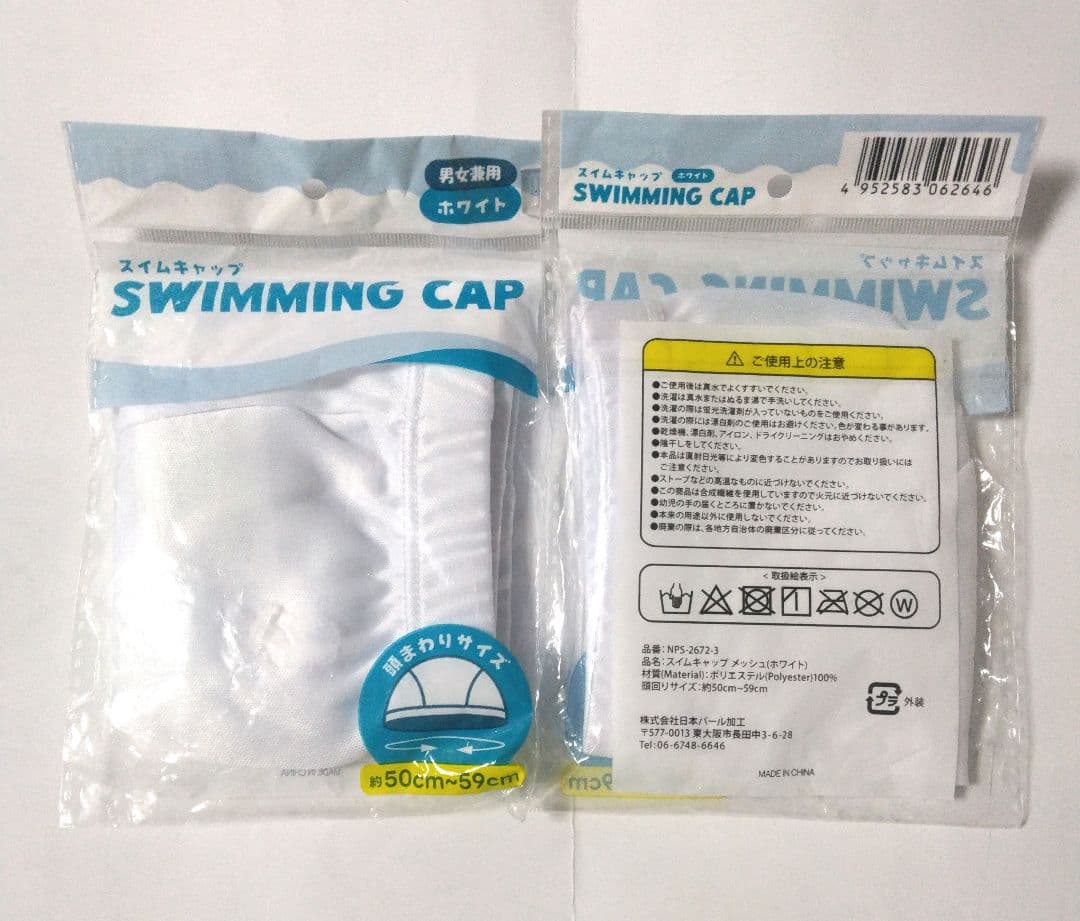 男女兼用
ホワイト
スイムキャップ
SWIMMING CAP
頭まわりサイズ
約50cm~59cm
MADE IN CHINA
スイムキャップ ホワイト
SWIMMING CAP
4 952583 062646
スイムキャップ
SWIMMING CAP
⚠ ご使用上の注意
●ご使用後は真水でよくすすいでください。
●洗濯は真水またはぬるま湯で手洗いしてください。
●洗濯の際は蛍光洗濯剤が入っていないものをご使用ください。
●洗濯の際には漂白剤のご使用はお避けください。色が変わる事があります。
●乾燥機、漂白剤、アイロン、ドライクリーニングはおやめください。
●陰干しをしてください。
●本品は直射日光等により変色することがありますのでお取り扱いには
ご注意ください。
●ストーブなどの高温なものに近づけないでください。
●この商品は合成繊維を使用していますので火元に近づけないでください。
●幼児の手の届くところに置かないでください。
●本来の用途以外に使用しないでください。
●廃棄の際は、各地方自治体の廃棄区分に従ってください。
<取扱絵表示>
W
品番：NPS-2672-3
品名：スイムキャップ メッシュ(ホワイト)
材質(Material)：ポリエステル(Polyester)100%
頭回りサイズ：約50cm~59cm
プラ 外装
株式会社日本パール加工
〒577-0013 東大阪市長田中3-6-28
Tel：06-6748-6646
MADE IN CHINA
9cm